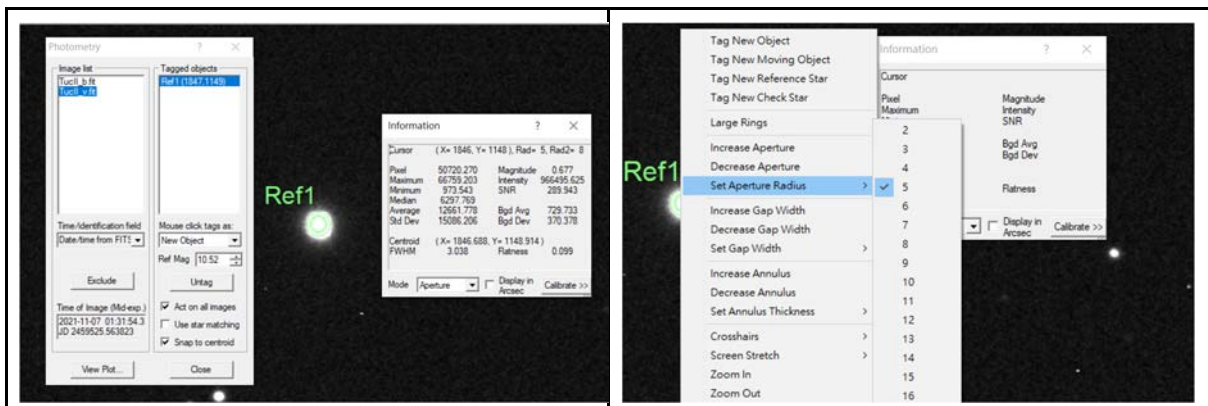 Photometry ? ×
Image list
TucII_b.fit
TucII_v.fit
Tagged objects
Ref1 (1847,1149)
Time/Identification field
Date/time from FITS
Mouse click tags as:
New Object
Ref Mag 10.52
Exclude
Untag
Time of Image (Mid-exp.)
2021-11-07 01:31:54.3
JD 2459525.563823
Act on all images
Use star matching
Snap to centroid
View Plot...
Close
Ref1
Information ? ×
Cursor ( X= 1846, Y= 1148 ), Rad= 5, Rad2= 8
Pixel 50720.270 Magnitude 0.677
Maximum 66759.203 Intensity 966495.625
Minimum 973.543 SNR 289.943
Median 6297.769
Average 12661.778 Bgd Avg 729.733
Std Dev 15086.206 Bgd Dev 370.378
Centroid ( X= 1846.688, Y= 1148.914 )
FWHM 3.038 Flatness 0.099
Mode Aperture Display in Arcsec Calibrate >>
Ref1
Tag New Object
Tag New Moving Object
Tag New Reference Star
Tag New Check Star
Large Rings
Increase Aperture
Decrease Aperture
Set Aperture Radius >
Increase Gap Width
Decrease Gap Width
Set Gap Width >
Increase Annulus
Decrease Annulus
Set Annulus Thickness >
Crosshairs >
Screen Stretch >
Zoom In
Zoom Out
2
3
4
✓ 5
6
7
8
9
10
11
12
13
14
15
16
Information ? ×
Cursor
Pixel Magnitude
Maximum Intensity
SNR
Bgd Avg
Bgd Dev
Flatness
Display in Arcsec Calibrate >>